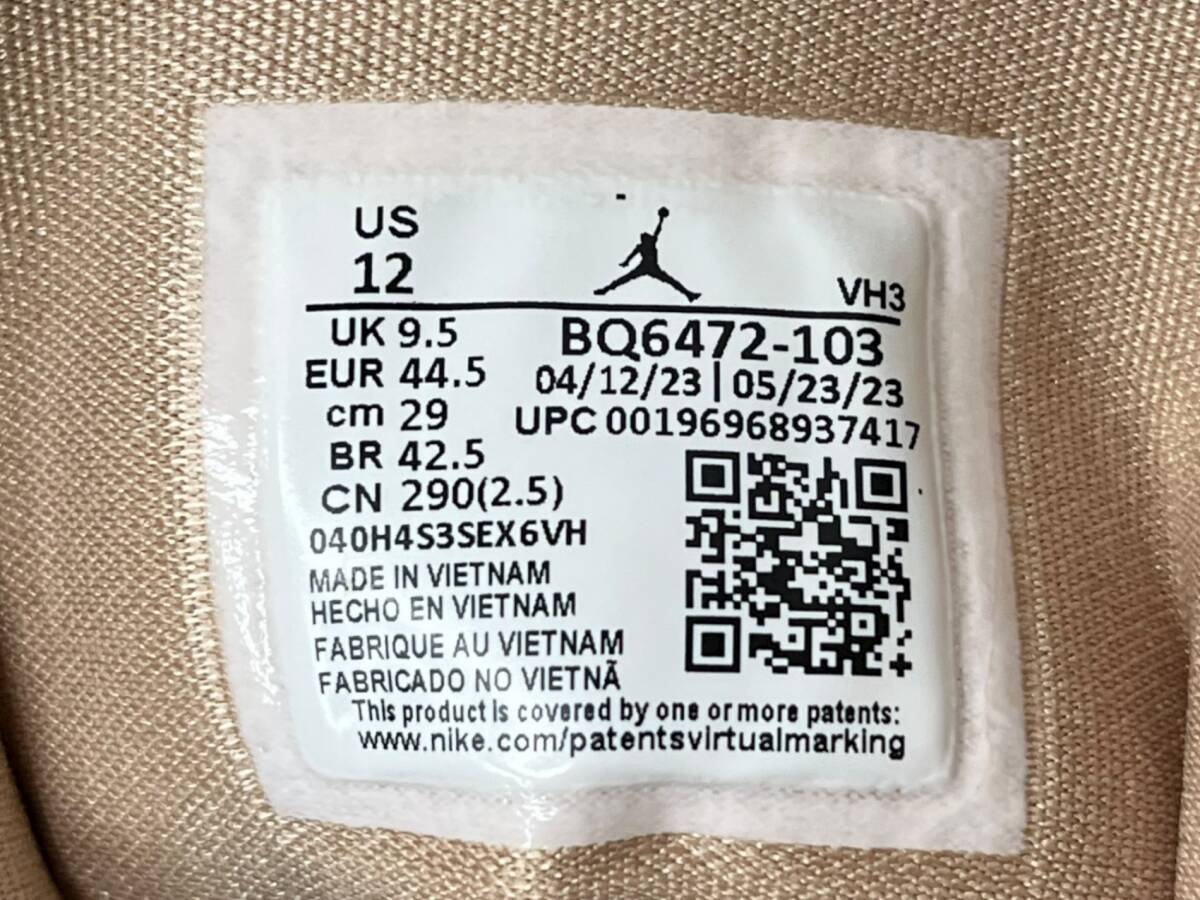 US
12
VH3
UK 9.5
BQ6472-103
EUR 44.5
04/12/23 | 05/23/23
cm 29
UPC 00196968937417
BR 42.5
CN 290(2.5)
040H4S3SEX6VH
MADE IN VIETNAM
HECHO EN VIETNAM
FABRIQUE AU VIETNAM
FABRICADO NO VIETNÃ
This product is covered by one or more patents:
www.nike.com/patentsvirtualmarking